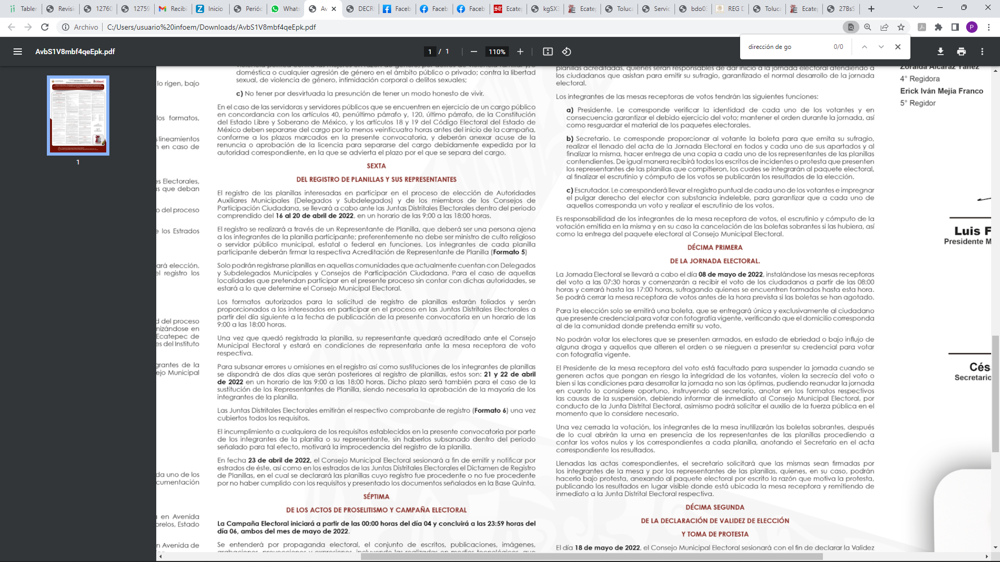 Tabler
Revisi
12760
12759
Recibi
Inicio
Periód
Whats
Av
DECRI
Faceb
Faceb
Faceb
Ecate
kgSX3
Ecate
Toluca
Servic
bdo03
REG D
Toluca
Ecate
27BsS
Archivo
C:/Users/usuario%20infoem/Downloads/AvbS1V8mbf4qeEpk.pdf
P
AvbS1V8mbf4qeEpk.pdf
1 / 1
110%
dirección de go
0/0
1
lo rigen, bajo
los formatos,
lineamientos
en caso de
s Electorales,
s que deban
o del proceso
e los Estrados
ará elección.
el registro los
d del proceso
nizándose en
Ecatepec de
es del Instituto
grantes de la
ejo Municipal
da uno de los
cumentación
en Avenida
orelos, Estado
n Avenida de
violencia política contra las mujeres en razón de género, por delitos de violencia familiar y/o
doméstica o cualquier agresión de género en el ámbito público o privado; contra la libertad
sexual, de violencia de género, intimidación corporal o delitos sexuales;
c) No tener por desvirtuada la presunción de tener un modo honesto de vivir.
En el caso de las servidoras y servidores públicos que se encuentren en ejercicio de un cargo público
en concordancia con los artículos 40, penúltimo párrafo y, 120, último párrafo, de la Constitución
del Estado Libre y Soberano de México, y los artículos 18 y 19 del Código Electoral del Estado de
México deben separarse del cargo por lo menos veinticuatro horas antes del inicio de la campaña,
conforme a los plazos marcados en la presente convocatoria, y deberán anexar acuse de la
renuncia o aprobación de la licencia para separarse del cargo debidamente expedida por la
autoridad correspondiente, en la que se advierta el plazo por el que se separa del cargo.
SEXTA
DEL REGISTRO DE PLANILLAS Y SUS REPRESENTANTES
El registro de las planillas interesadas en participar en el proceso de elección de Autoridades
Auxiliares Municipales (Delegados y Subdelegados) y de los miembros de los Consejos de
Participación Ciudadana, se llevará a cabo ante las Juntas Distritales Electorales dentro del periodo
comprendido del 16 al 20 de abril de 2022, en un horario de las 9:00 a las 18:00 horas.
El registro se realizará a través de un Representante de Planilla, que deberá ser una persona ajena
a los integrantes de la planilla participante; preferentemente no debe ser ministro de culto religioso
o servidor público municipal, estatal o federal en funciones. Los integrantes de cada planilla
participante deberán firmar la respectiva Acreditación de Representante de Planilla (Formato 5)
Solo podrán registrarse planillas en aquellas comunidades que actualmente cuentan con Delegados
y Subdelegados Municipales y Consejos de Participación Ciudadana. Para el caso de aquellas
localidades que pretendan participar en el presente proceso sin contar con dichas autoridades, se
estará a lo que determine el Consejo Municipal Electoral.
Los formatos autorizados para la solicitud de registro de planillas estarán foliados y serán
proporcionados a los interesados en participar en el proceso en las Juntas Distritales Electorales a
partir del día siguiente a la fecha de publicación de la presente convocatoria en un horario de las
9:00 a las 18:00 horas.
Una vez que quedó registrada la planilla, su representante quedará acreditado ante el Consejo
Municipal Electoral y estará en condiciones de representarla ante la mesa receptora de voto
respectiva.
Para subsanar errores u omisiones en el registro así como sustituciones de los integrantes de planillas
se dispondrá de dos días que serán posteriores al registro de planillas, estos son: 21 y 22 de abril
de 2022 en un horario de las 9:00 a las 18:00 horas. Dicho plazo será también para el caso de la
sustitución de los Representantes de Planilla, siendo necesaria la aprobación de la mayoría de los
integrantes de la planilla.
Las Juntas Distritales Electorales emitirán el respectivo comprobante de registro (Formato 6) una vez
cubiertos todos los requisitos.
El incumplimiento a cualquiera de los requisitos establecidos en la presente convocatoria por parte
de los integrantes de la planilla o su representante, sin haberlos subsanado dentro del periodo
señalado para tal efecto, motivará la improcedencia del registro de la planilla.
En fecha 23 de abril de 2022, el Consejo Municipal Electoral sesionará a fin de emitir y notificar por
estrados de éste, así como en los estrados de las Juntas Distritales Electorales el Dictamen de Registro
de Planillas, en el cual se declarará las planillas cuyo registro fue procedente o no fue procedente
por no haber cumplido con los requisitos y presentado los documentos señalados en la Base Quinta.
SÉPTIMA
DE LOS ACTOS DE PROSELITISMO Y CAMPAÑA ELECTORAL
La Campaña Electoral iniciará a partir de las 00:00 horas del día 04 y concluirá a las 23:59 horas del
día 06, ambos del mes de mayo de 2022.
Se entenderá por propaganda electoral, el conjunto de escritos, publicaciones, imágenes,
grabaciones, proyecciones y expresiones, incluyendo las realizadas en medios tecnológicos, que
planillas acreditadas, quienes serán responsables de dar inicio a la jornada electoral atendiendo a
los ciudadanos que asistan para emitir su sufragio, garantizado el normal desarrollo de la jornada
electoral.
Los integrantes de las mesas receptoras de votos tendrán las siguientes funciones:
a) Presidente. Le corresponde verificar la identidad de cada uno de los votantes y en
consecuencia garantizar el debido ejercicio del voto; mantener el orden durante la jornada, así
como resguardar el material de los paquetes electorales.
b) Secretario. Le corresponde proporcionar al votante la boleta para que emita su sufragio,
realizar el llenado del acta de la Jornada Electoral en todos y cada uno de sus apartados y al
finalizar la misma, hacer entrega de una copia a cada uno de los representantes de las planillas
contendientes. De igual manera recibirá todos los escritos de incidentes o protesta que presenten
los representantes de las planillas que compitieron, los cuales se integrarán al paquete electoral,
al finalizar el escrutinio y cómputo de los votos se publicarán los resultados de la elección.
c) Escrutador. Le corresponderá llevar el registro puntual de cada uno de los votantes e impregnar
el pulgar derecho del elector con substancia indeleble, para garantizar que a cada uno de
aquellos corresponda un voto y realizar el escrutinio de los votos.
Es responsabilidad de los integrantes de la mesa receptora de votos, el escrutinio y cómputo de la
votación emitida en la misma y en su caso la cancelación de las boletas sobrantes si las hubiera, así
como la entrega del paquete electoral al Consejo Municipal Electoral.
DÉCIMA PRIMERA
DE LA JORNADA ELECTORAL.
La Jornada Electoral se llevará a cabo el día 08 de mayo de 2022, instalándose las mesas receptoras
del voto a las 07:30 horas y comenzarán a recibir el voto de los ciudadanos a partir de las 08:00
horas y cerrará hasta las 17:00 horas, sufragando quienes se encuentren formados hasta esta hora.
Se podrá cerrar la mesa receptora de votos antes de la hora prevista si las boletas se han agotado.
Para la elección solo se emitirá una boleta, que se entregará única y exclusivamente al ciudadano
que presente credencial para votar con fotografía vigente, verificando que el domicilio corresponda
al de la comunidad donde pretenda emitir su voto.
No podrán votar los electores que se presenten armados, en estado de ebriedad o bajo influjo de
alguna droga y aquellos que alteren el orden o se nieguen a presentar su credencial para votar
con fotografía vigente.
El Presidente de la mesa receptora del voto está facultado para suspender la jornada cuando se
generen actos que pongan en riesgo la integridad de los votantes, violen la secrecía del voto o
bien si las condiciones para desarrollar la jornada no son las óptimas, pudiendo reanudar la jornada
en cuanto lo considere oportuno, instruyendo al secretario, anotar en los formatos respectivos
las causas de la suspensión, debiendo informar de inmediato al Consejo Municipal Electoral, por
conducto de la Junta Distrital Electoral, asimismo podrá solicitar el auxilio de la fuerza pública en el
momento que lo considere necesario.
Una vez cerrada la votación, los integrantes de la mesa inutilizarán las boletas sobrantes, después
de lo cual abrirán la urna en presencia de los representantes de las planillas procediendo a
contar los votos nulos y los correspondientes a cada planilla, anotando el Secretario en el acta
correspondiente los resultados.
Llenadas las actas correspondientes, el secretario solicitará que las mismas sean firmadas por
los integrantes de la mesa y por los representantes de las planillas, quienes, en su caso, podrán
hacerlo bajo protesta, anexando al paquete electoral por escrito la razón que motiva la protesta,
publicando los resultados en lugar visible donde está ubicada la mesa receptora y remitiendo de
inmediato a la Junta Distrital Electoral respectiva.
DÉCIMA SEGUNDA
DE LA DECLARACIÓN DE VALIDEZ DE ELECCIÓN
Y TOMA DE PROTESTA
El día 18 de mayo de 2022, el Consejo Municipal Electoral sesionará con el fin de declarar la Validez
Zoraida Alcaraz Yáñez
4° Regidora
Erick Iván Mejía Franco
5° Regidor
Luis F
Presidente M
Cés
Secretario